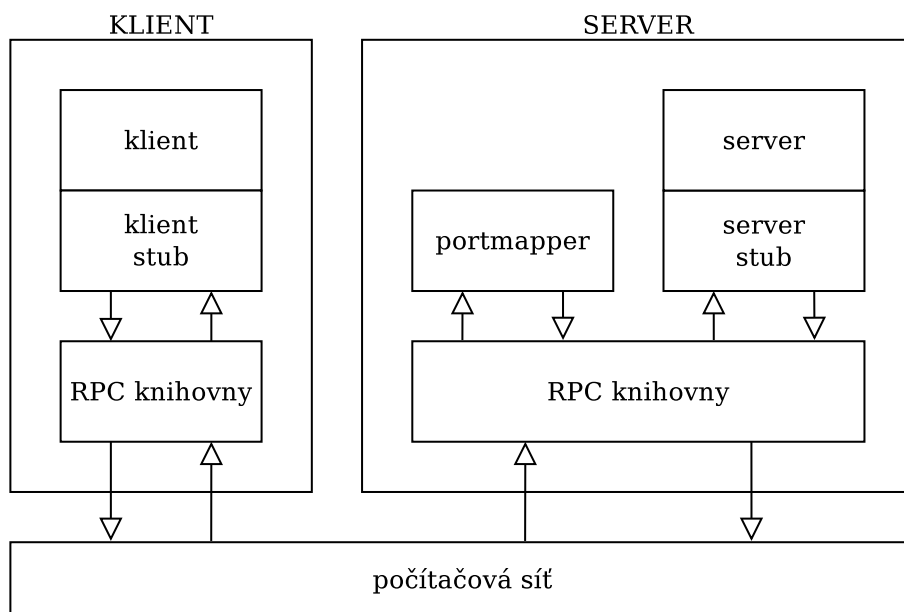 KLIENT
klient
klient
stub
RPC knihovny
SERVER
portmapper
server
server
stub
RPC knihovny
počítačová síť